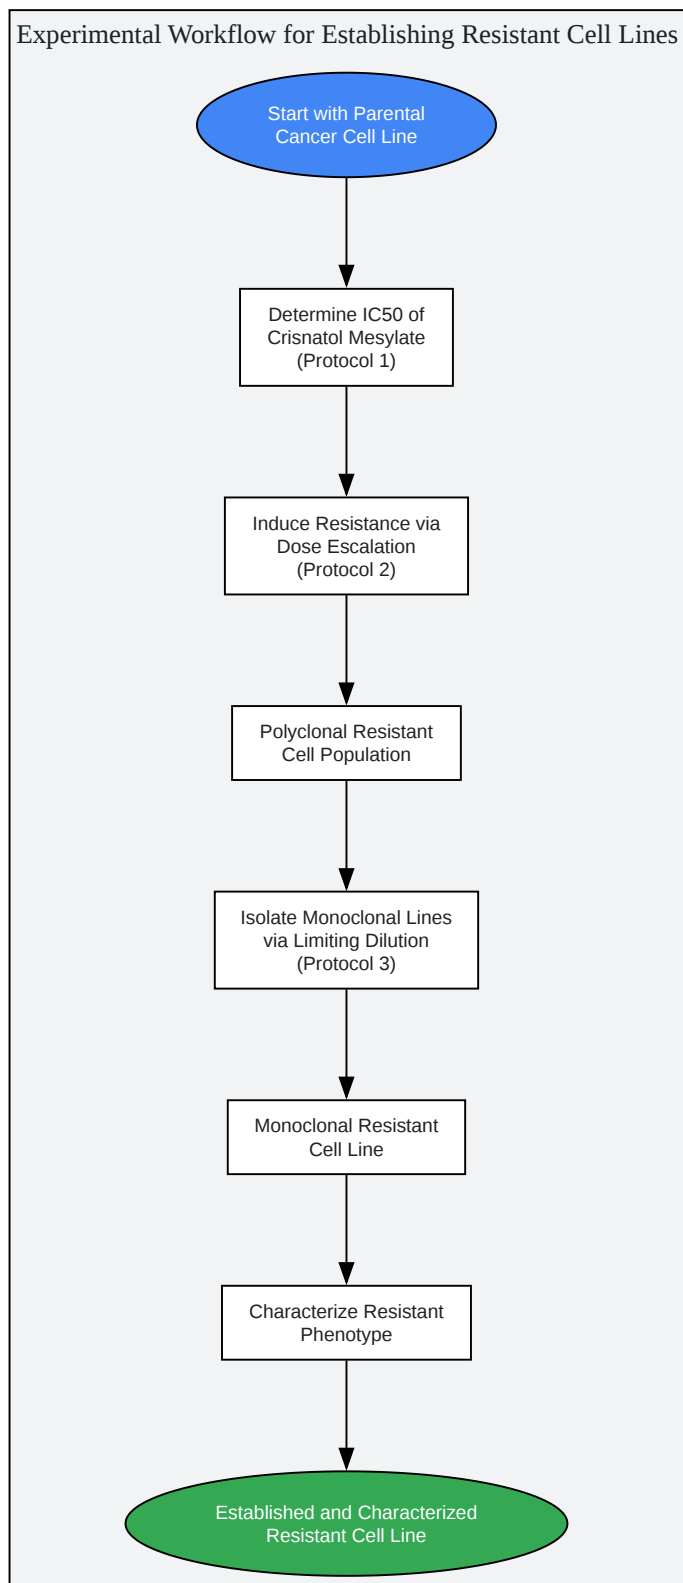 Experimental Workflow for Establishing Resistant Cell Lines
Start with Parental
Cancer Cell Line
Determine IC50 of
Crisnatol Mesylate
(Protocol 1)
Induce Resistance via
Dose Escalation
(Protocol 2)
Polyclonal Resistant
Cell Population
Isolate Monoclonal Lines
via Limiting Dilution
(Protocol 3)
Monoclonal Resistant
Cell Line
Characterize Resistant
Phenotype
Established and Characterized
Resistant Cell Line